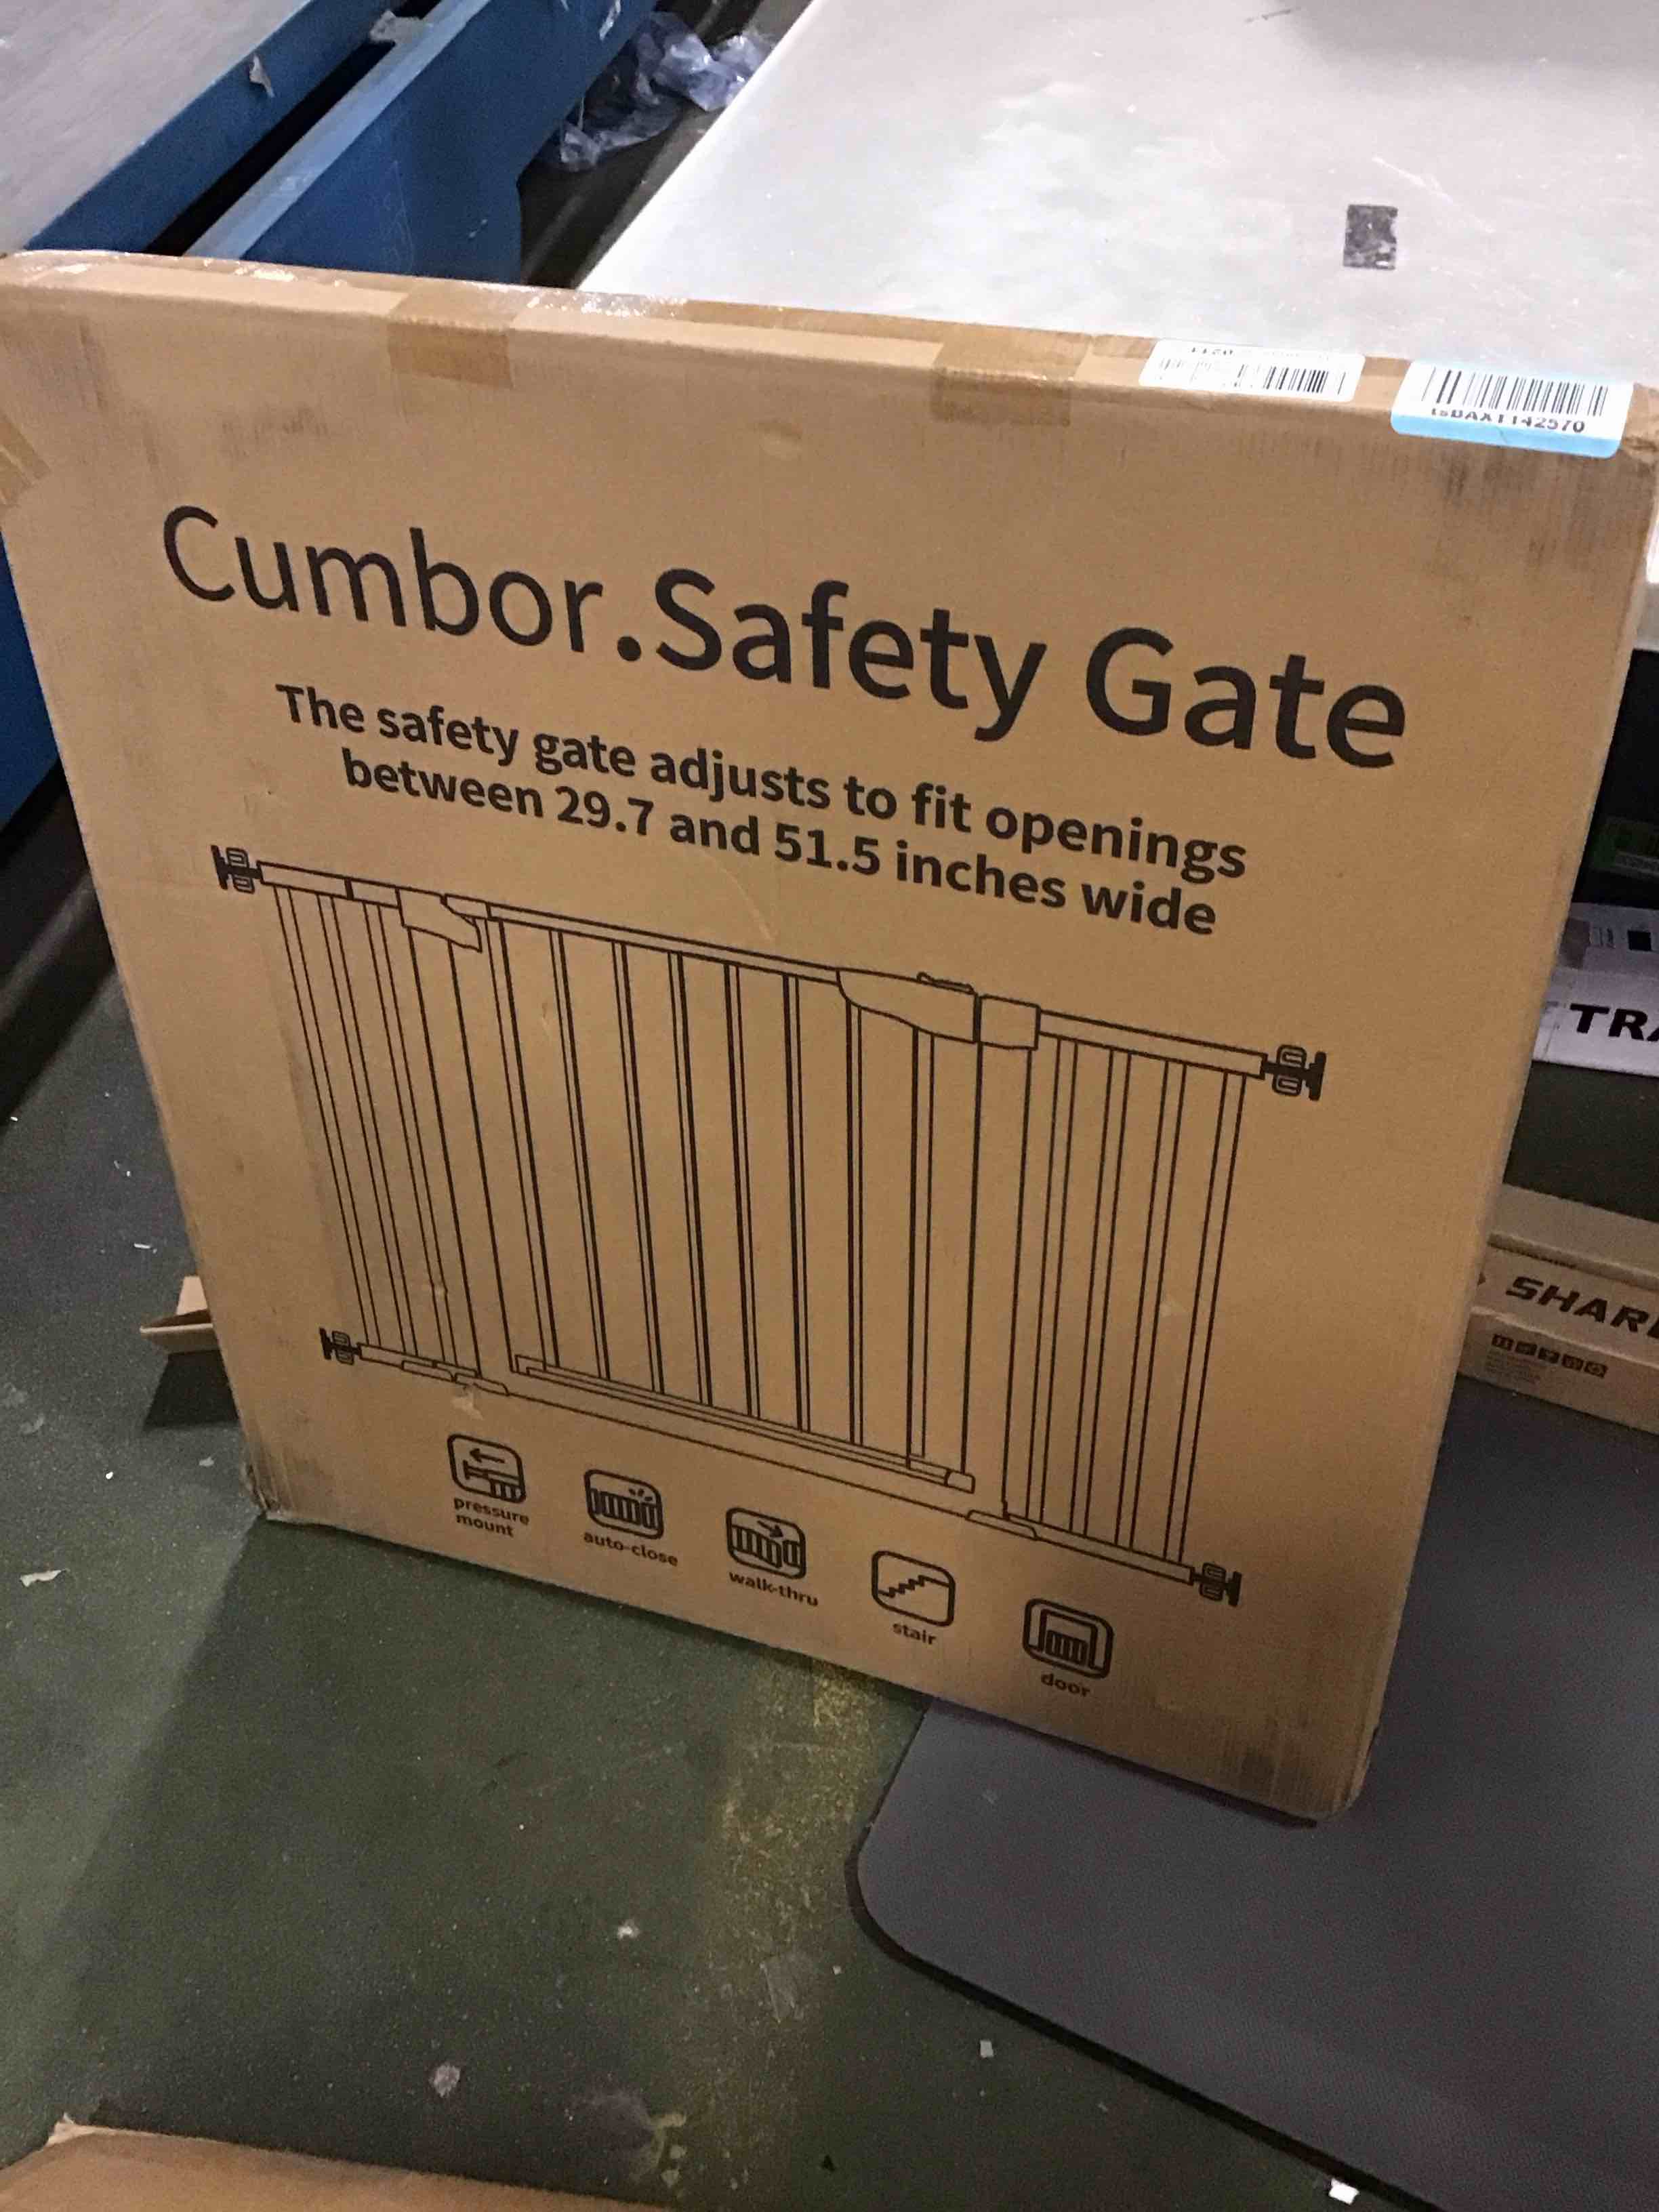 tsBAXT142570
Cumbor.Safety Gate
The safety gate adjusts to fit openings
between 29.7 and 51.5 inches wide
TRA
SHAR
pressure
mount
auto-close
walk-thru
stair
door